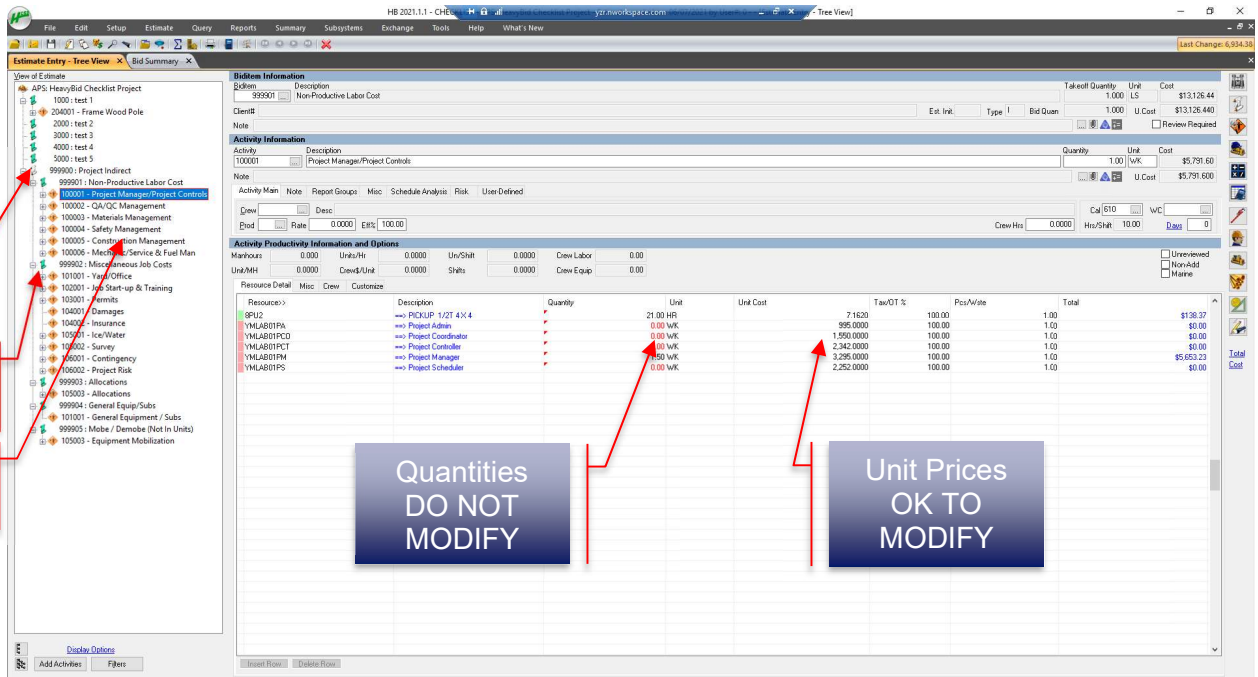 HB 2021.1.1 - CHEC
yzr.nworkspace.com
- Tree View]
File Edit Setup Estimate Query Reports Summary Subsystems Exchange Tools Help What's New
Last Change: 6,934.38
Estimate Entry - Tree View X Bid Summary X
View of Estimate
APS: HeavyBid Checklist Project
1000 : test 1
204001 - Frame Wood Pole
2000 : test 2
3000 : test 3
4000 : test 4
5000 : test 5
999900 : Project Indirect
999901 : Non-Productive Labor Cost
100001 - Project Manager/Project Controls
100002 - QA/QC Management
100003 - Materials Management
100004 - Safety Management
100005 - Construction Management
100006 - Mechanic/Service & Fuel Man
999902 : Miscellaneous Job Costs
101001 - Yard/Office
102001 - Job Start-up & Training
103001 - Permits
104001 - Damages
104002 - Insurance
105001 - Ice/Water
105002 - Survey
106001 - Contingency
106002 - Project Risk
999903 : Allocations
105003 - Allocations
999904 : General Equip/Subs
101001 - General Equipment / Subs
999905 : Mobe / Demobe (Not In Units)
105003 - Equipment Mobilization
Display Options
Add Activities Filters
Biditem Information
Biditem Description Takeoff Quantity Unit Cost
999901 Non-Productive Labor Cost 1.000 LS $13,126.44
Client# Est. Init. Type I Bid Quan 1.000 U.Cost $13,126.440
Note Review Required
Activity Information
Activity Description Quantity Unit Cost
100001 Project Manager/Project Controls 1.00 WK $5,791.60
Note U.Cost $5,791.600
Activity Main Note Report Groups Misc Schedule Analysis Risk User-Defined
Crew Desc Cal 610 WC
Prod Rate 0.0000 Eff% 100.00 Crew Hrs 0.0000 Hrs/Shift 10.00 Days 0
Activity Productivity Information and Options
Manhours 0.000 Units/Hr 0.0000 Un/Shift 0.0000 Crew Labor 0.00 Unreviewed
Unit/MH 0.0000 Crew$/Unit 0.0000 Shifts 0.0000 Crew Equip 0.00 Non-Add
Marine
Resource Detail Misc Crew Customize
Resource>> Description Quantity Unit Unit Cost Tax/OT % Pcs/Wste Total
8PU2 ==> PICKUP 1/2T 4X4 21.00 HR 7.1620 100.00 1.00 $138.37
YMLAB01PA ==> Project Admin 0.00 WK 995.0000 100.00 1.00 $0.00
YMLAB01PCO ==> Project Coordinator 0.00 WK 1,550.0000 100.00 1.00 $0.00
YMLAB01PCT ==> Project Controller WK 2,342.0000 100.00 1.00 $0.00
YMLAB01PM ==> Project Manager 1.50 WK 3,295.0000 100.00 1.00 $5,653.23
YMLAB01PS ==> Project Scheduler 0.00 WK 2,252.0000 100.00 1.00 $0.00
Total
Cost
Quantities
DO NOT
MODIFY
Unit Prices
OK TO
MODIFY
Insert Row Delete Row